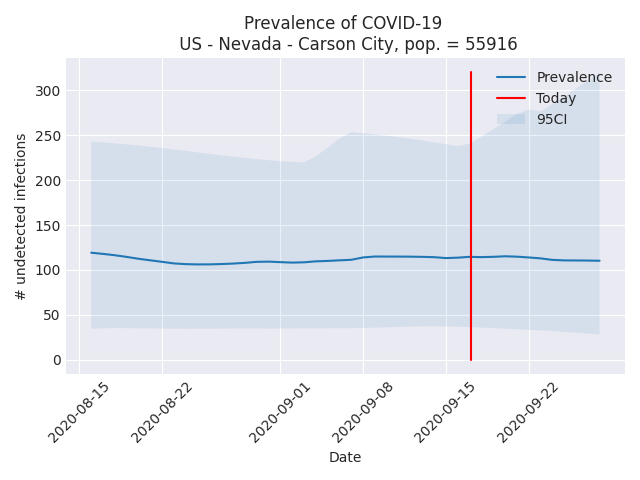 Prevalence of COVID-19
US - Nevada - Carson City, pop. = 55916
Prevalence
Today
95CI
300
250
200
150
100
50
0
# undetected infections
2020-08-15
2020-08-22
2020-09-01
2020-09-08
2020-09-15
2020-09-22
Date